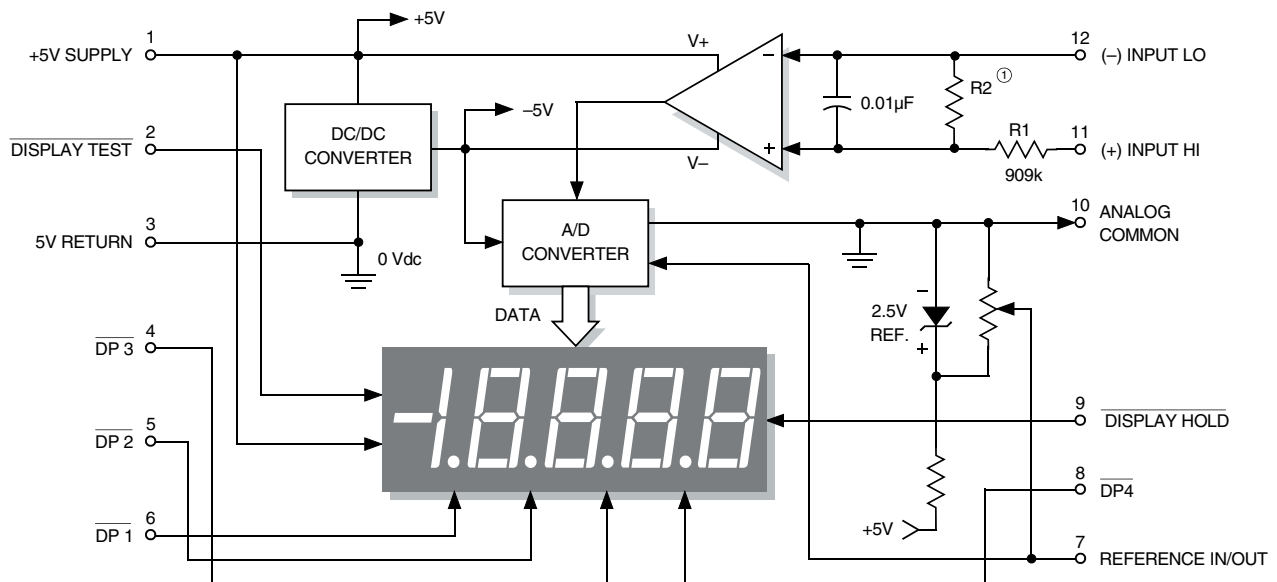 +5V
+5V SUPPLY
1
V+
−
12
(–) INPUT LO
R2 ①
0.01µF
–5V
DC/DC
CONVERTER
DISPLAY TEST
2
V–
+
R1
909k
11
(+) INPUT HI
5V RETURN
3
0 Vdc
A/D
CONVERTER
10
ANALOG
COMMON
DATA
–
2.5V
REF.
+
DP 3
4
-1.8.8.8.8
9
DISPLAY HOLD
DP 2
5
8
DP4
DP 1
6
+5V
7
REFERENCE IN/OUT